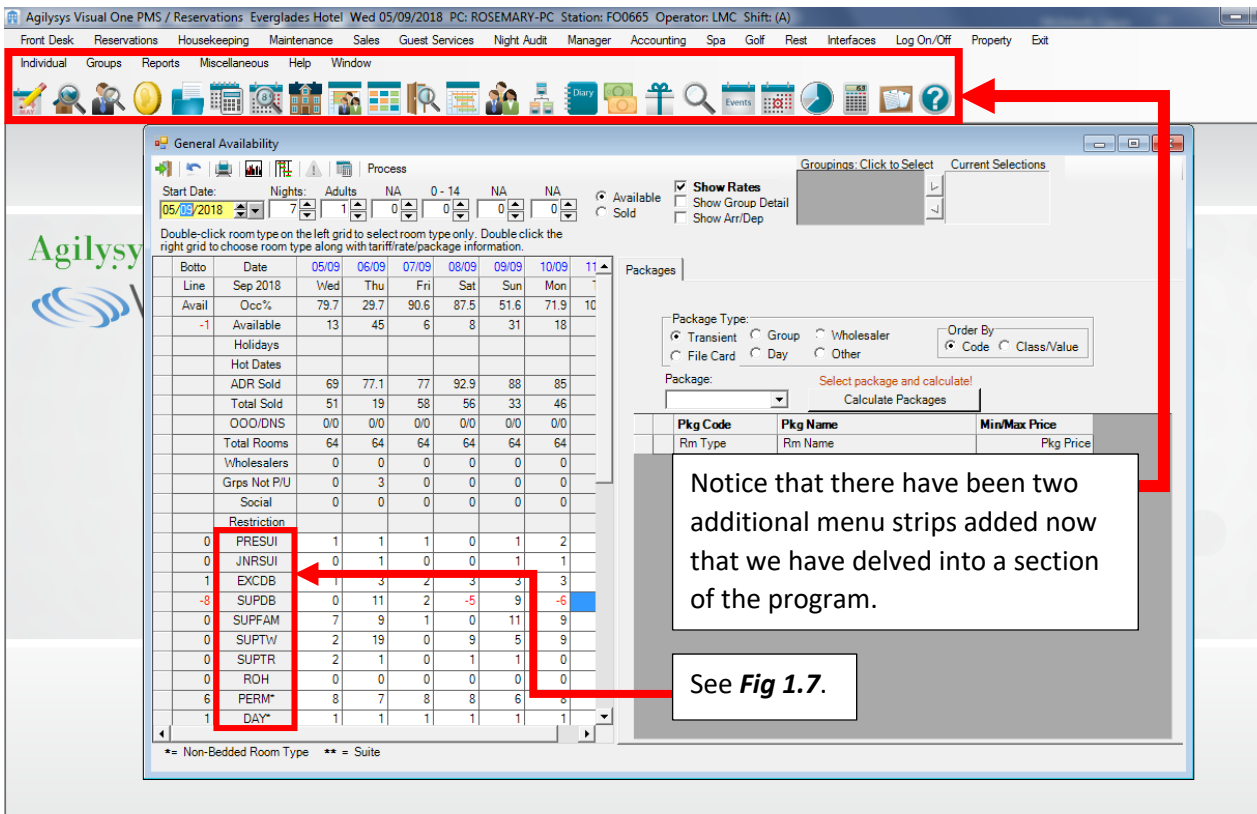 Agilysys Visual One PMS / Reservations Everglades Hotel Wed 05/09/2018 PC: ROSEMARY-PC Station: FO0665 Operator: LMC Shift: (A)
Front Desk Reservations Housekeeping Maintenance Sales Guest Services Night Audit Manager Accounting Spa Golf Rest Interfaces Log On/Off Property Exit
Individual Groups Reports Miscellaneous Help Window
MAY Diary Events
General Availability
Process
Groupings: Click to Select Current Selections
Start Date: Nights: Adults NA 0 - 14 NA NA
05/09/2018 7 1 0 0 0 0
Available
Sold
Show Rates
Show Group Detail
Show Arr/Dep
Double-click room type on the left grid to select room type only. Double click the
right grid to choose room type along with tariff/rate/package information.
Agilysy
Botto Date 05/09 06/09 07/09 08/09 09/09 10/09 11
Line Sep 2018 Wed Thu Fri Sat Sun Mon
Avail Occ% 79.7 29.7 90.6 87.5 51.6 71.9 10
-1 Available 13 45 6 8 31 18
Holidays
Hot Dates
ADR Sold 69 77.1 77 92.9 88 85
Total Sold 51 19 58 56 33 46
OOO/DNS 0/0 0/0 0/0 0/0 0/0 0/0
Total Rooms 64 64 64 64 64 64
Wholesalers 0 0 0 0 0 0
Grps Not P/U 0 3 0 0 0 0
Social 0 0 0 0 0 0
Restriction
0 PRESUI 1 1 1 0 1 2
0 JNRSUI 0 1 0 0 1 1
1 EXCDB 1 3 2 3 3 3
-8 SUPDB 0 11 2 -5 9 -6
0 SUPFAM 7 9 1 0 11 9
0 SUPTW 2 19 0 9 5 9
0 SUPTR 2 1 0 1 1 0
0 ROH 0 0 0 0 0 0
6 PERM* 8 7 8 8 6 8
1 DAY* 1 1 1 1 1 1
*= Non-Bedded Room Type ** = Suite
Packages
Package Type:
Transient Group Wholesaler
File Card Day Other
Order By
Code Class/Value
Package:
Select package and calculate!
Calculate Packages
Pkg Code Pkg Name Min/Max Price
Rm Type Rm Name Pkg Price
Notice that there have been two
additional menu strips added now
that we have delved into a section
of the program.
See Fig 1.7.